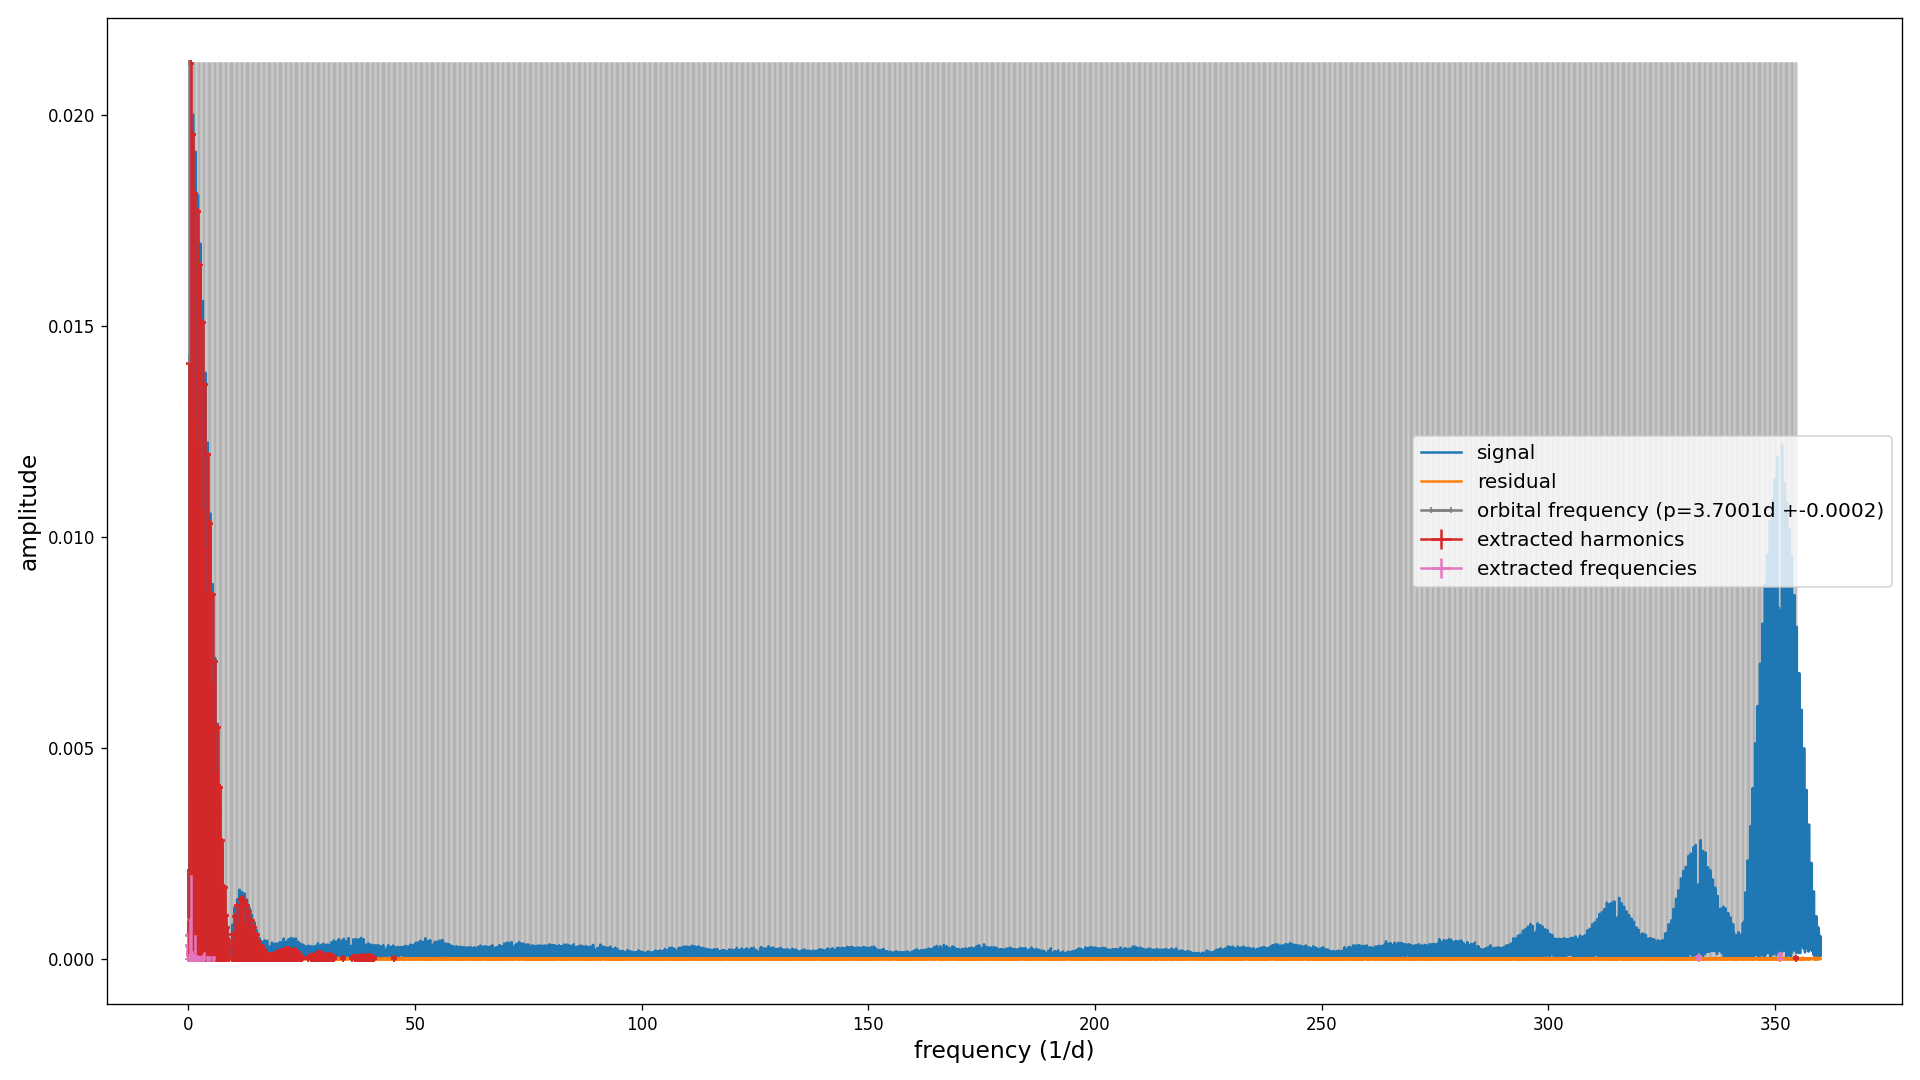 0.020
0.015
0.010
0.005
0.000
amplitude
signal
residual
orbital frequency (p=3.7001d +-0.0002)
extracted harmonics
extracted frequencies
0 50 100 150 200 250 300 350
frequency (1/d)